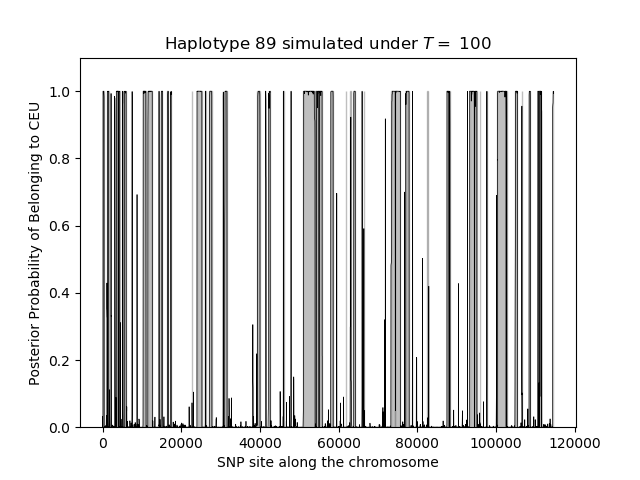 Haplotype 89 simulated under T = 100
Posterior Probability of Belonging to CEU
1.0
0.8
0.6
0.4
0.2
0.0
0 20000 40000 60000 80000 100000 120000
SNP site along the chromosome